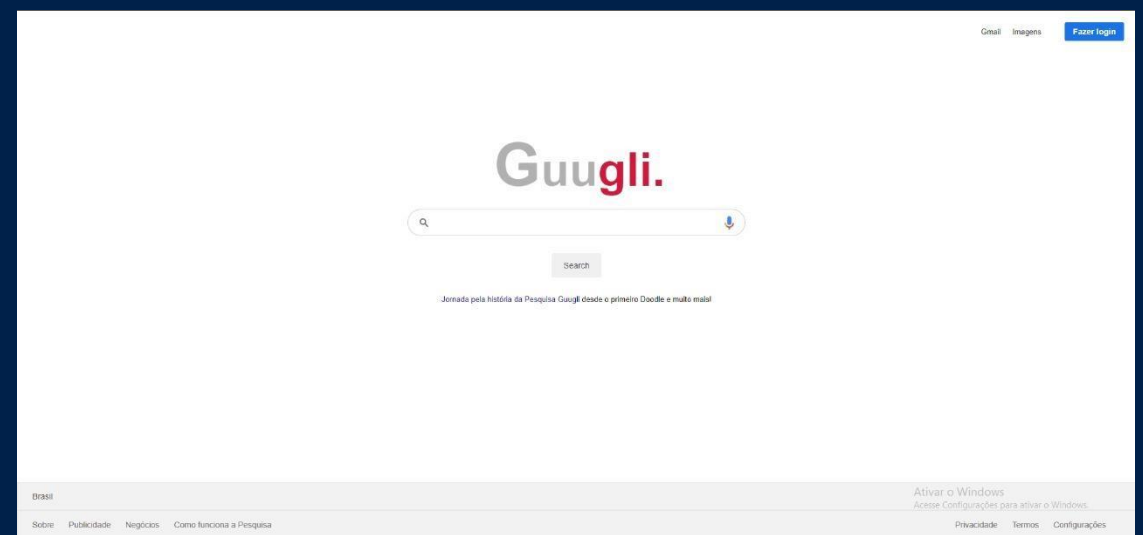 Gmail Imagens Fazer login
Guugli.
Search
Jornada pela história da Pesquisa Guugli desde o primeiro Doodle e muito mais!
Brasil
Ativar o Windows
Acesse Configurações para ativar o Windows.
Sobre Publicidade Negócios Como funciona a Pesquisa Privacidade Termos Configurações